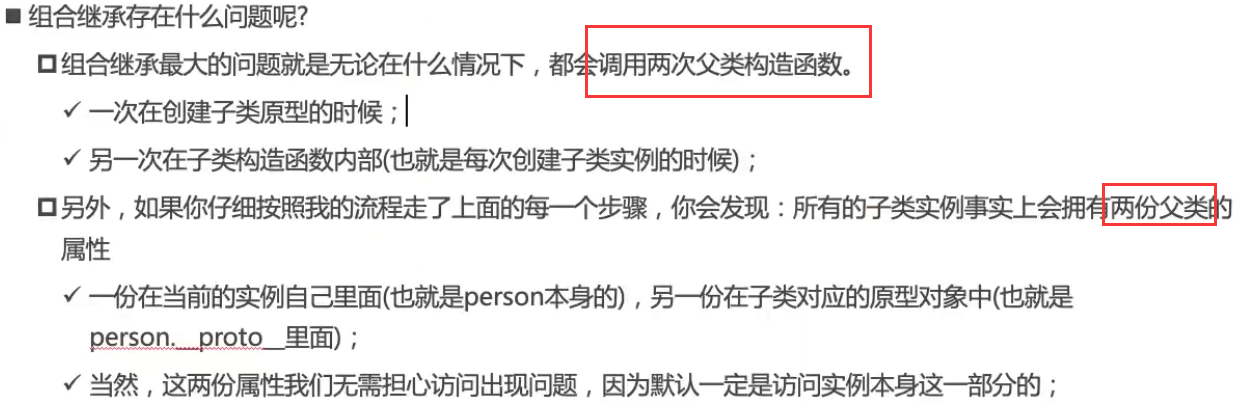 组合继承存在什么问题呢?
组合继承最大的问题就是无论在什么情况下，都会调用两次父类构造函数。
一次在创建子类原型的时候；
另一次在子类构造函数内部(也就是每次创建子类实例的时候)；
另外，如果你仔细按照我的流程走了上面的每一个步骤，你会发现：所有的子类实例事实上会拥有两份父类的
属性
一份在当前的实例自己里面(也就是person本身的)，另一份在子类对应的原型对象中(也就是
person.__proto__里面)；
当然，这两份属性我们无需担心访问出现问题，因为默认一定是访问实例本身这一部分的；